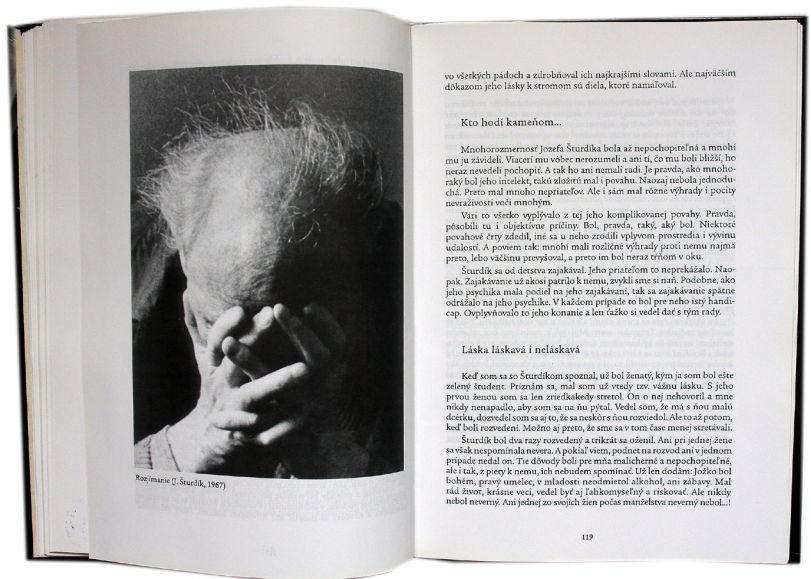 Rozjímanie (J. Šturdík, 1967)
vo všetkých pádoch a zdrobňoval ich najkrajšími slovami. Ale najväčším
dôkazom jeho lásky k stromom sú diela, ktoré namaľoval.
Kto hodí kameňom...
Mnohorozmernosť Jozefa Šturdíka bola až nepochopiteľná a mnohí
mu ju závideli. Viacerí mu vôbec nerozumeli a ani tí, čo mu boli bližší, ho
neraz nevedeli pochopiť. A tak ho ani nemali radi. Je pravda, ako mnoho-
raký bol jeho intelekt, takú zložitú mal i povahu. Naozaj nebola jednodu-
chá. Preto mal mnoho nepriateľov. Ale i sám mal rôzne výhrady i pocity
nevraživosti voči mnohým.
Vari to všetko vyplývalo z tej jeho komplikovanej povahy. Pravda,
pôsobili tu i objektívne príčiny. Bol, pravda, taký, aký bol. Niektoré
povahové črty zdedil, iné sa u neho zrodili vplyvom prostredia i vývinu
udalostí. A poviem tak: mnohí mali rozličné výhrady proti nemu najmä
preto, lebo väčšinu prevyšoval, a preto im bol neraz tŕňom v oku.
Šturdík sa od detstva zajakával. Jeho priateľom to neprekážalo. Nao-
pak. Zajakávanie už akosi patrilo k nemu, zvykli sme si naň. Podobne, ako
jeho psychika mala podiel na jeho zajakávaní, tak sa zajakávanie spätne
odrážalo na jeho psychike. V každom prípade to bol pre neho istý handi-
cap. Ovplyvňovalo to jeho konanie a len ťažko si vedel dať s tým rady.
Láska láskavá i neláskavá
Keď som sa so Šturdíkom spoznal, už bol ženatý, kým ja som bol ešte
zelený študent. Priznám sa, mal som už vtedy tzv. vážnu lásku. S jeho
prvou ženou som sa len zriedkakedy stretol. On o nej nehovoril a mne
nikdy nenapadlo, aby som sa na ňu pýtal. Vedel som, že má s ňou malú
dcérku, dozvedel som sa aj to, že sa neskôr s ňou rozviedol. Ale to až potom,
keď boli rozvedení. Možno aj preto, že sme sa v tom čase menej stretávali.
Šturdík bol dva razy rozvedený a trikrát sa oženil. Ani pri jednej žene
sa však nespomínala nevera. A pokiaľ viem, podnet na rozvod ani v jednom
prípade nedal on. Tie dôvody boli pre mňa malicherné a nepochopiteľné,
ale i tak, z piety k nemu, ich nebudem spomínať. Už len dodám: Jožko bol
bohém, pravý umelec, v mladosti neodmietol alkohol, ani zábavy. Mal
rád život, krásne veci, vedel byť aj ľahkomyseľný a riskovať. Ale nikdy
nebol neverný. Ani jednej zo svojich žien počas manželstva neverný nebol...!
119